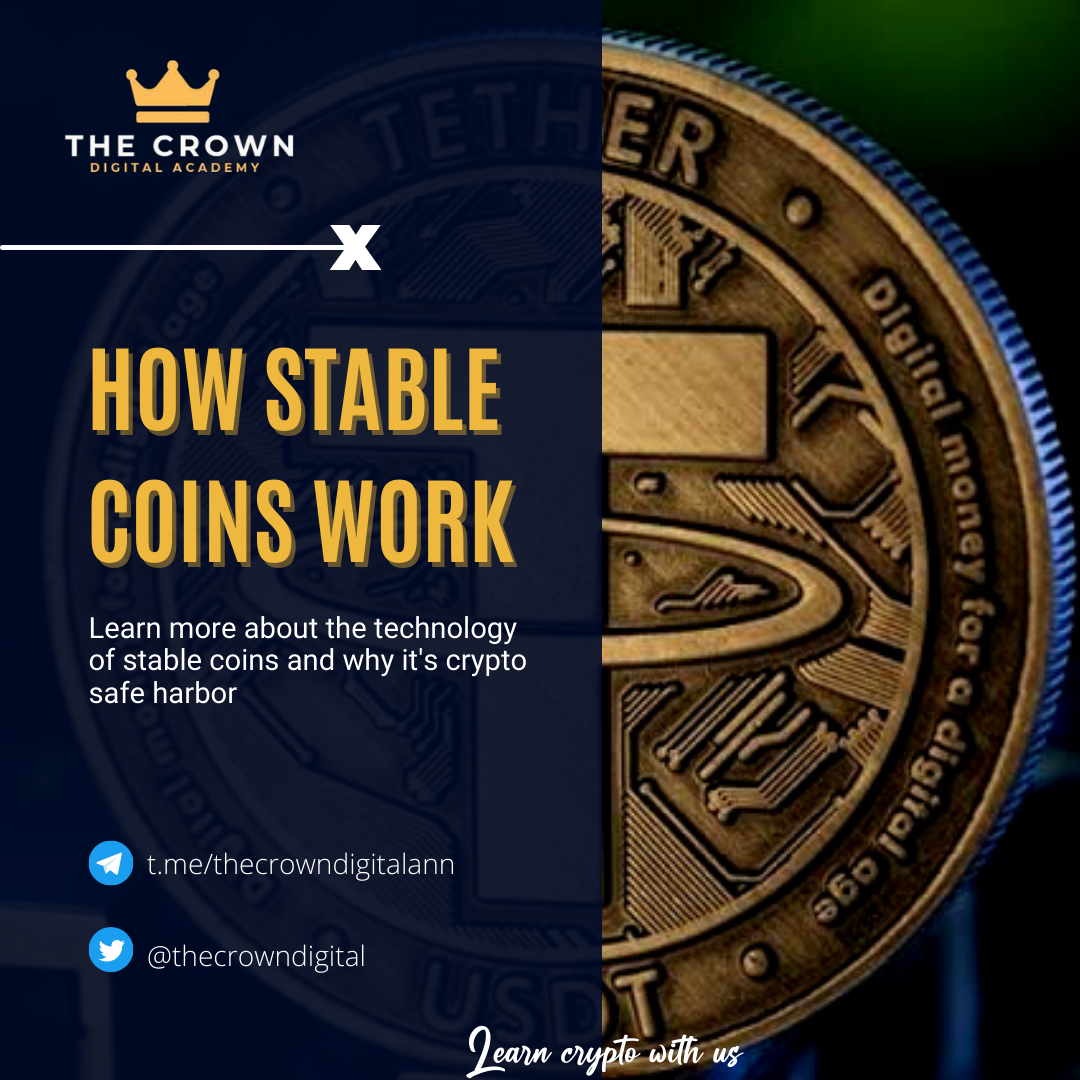 THE CROWN
DIGITAL ACADEMY
X
HOW STABLE
COINS WORK
Learn more about the technology
of stable coins and why it's crypto
safe harbor
t.me/thecrowndigitalann
@thecrowndigital
Learn crypto with us
TETHER
Digital money for a digital age
USDT